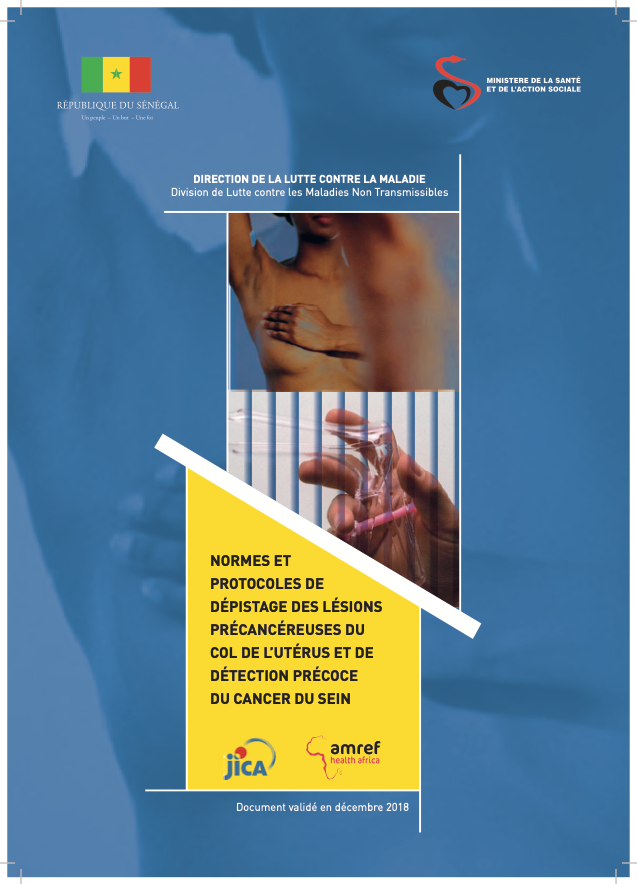 RÉPUBLIQUE DU SÉNÉGAL
Un peuple – Un but – Une foi
MINISTERE DE LA SANTÉ
ET DE L'ACTION SOCIALE
DIRECTION DE LA LUTTE CONTRE LA MALADIE
Division de Lutte contre les Maladies Non Transmissibles
NORMES ET
PROTOCOLES DE
DÉPISTAGE DES LÉSIONS
PRÉCANCÉREUSES DU
COL DE L'UTÉRUS ET DE
DÉTECTION PRÉCOCE
DU CANCER DU SEIN
jICA
amref
health africa
Document validé en décembre 2018